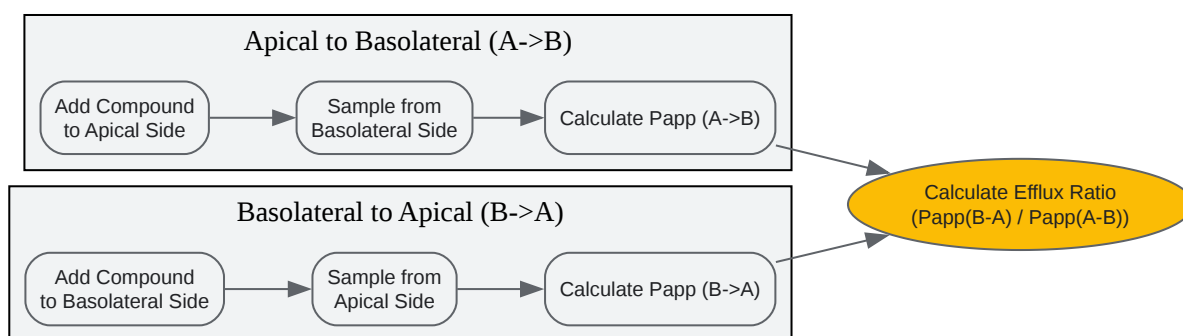 Apical to Basolateral (A->B)
Add Compound
to Apical Side
Sample from
Basolateral Side
Calculate Papp (A->B)
Basolateral to Apical (B->A)
Add Compound
to Basolateral Side
Sample from
Apical Side
Calculate Papp (B->A)
Calculate Efflux Ratio
(Papp(B-A) / Papp(A-B))